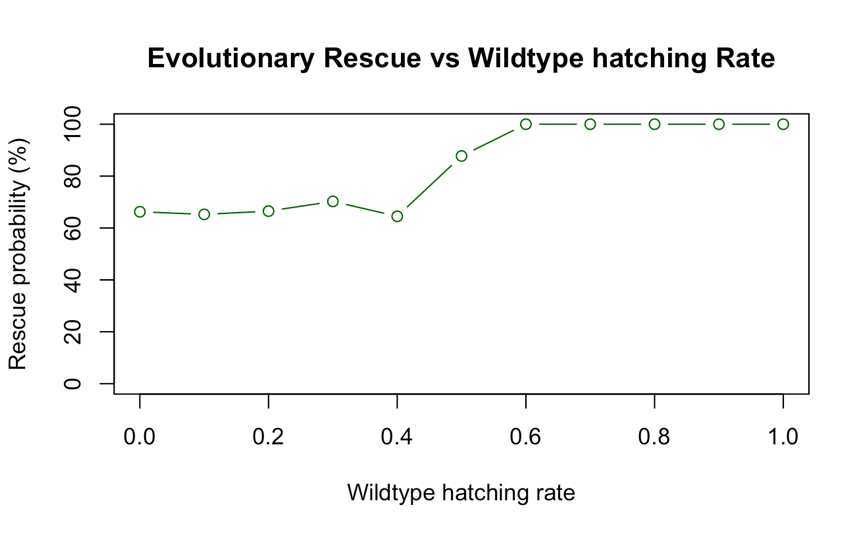 Evolutionary Rescue vs Wildtype hatching Rate
Rescue probability (%)
100
80
60
40
20
0
0.0 0.2 0.4 0.6 0.8 1.0
Wildtype hatching rate